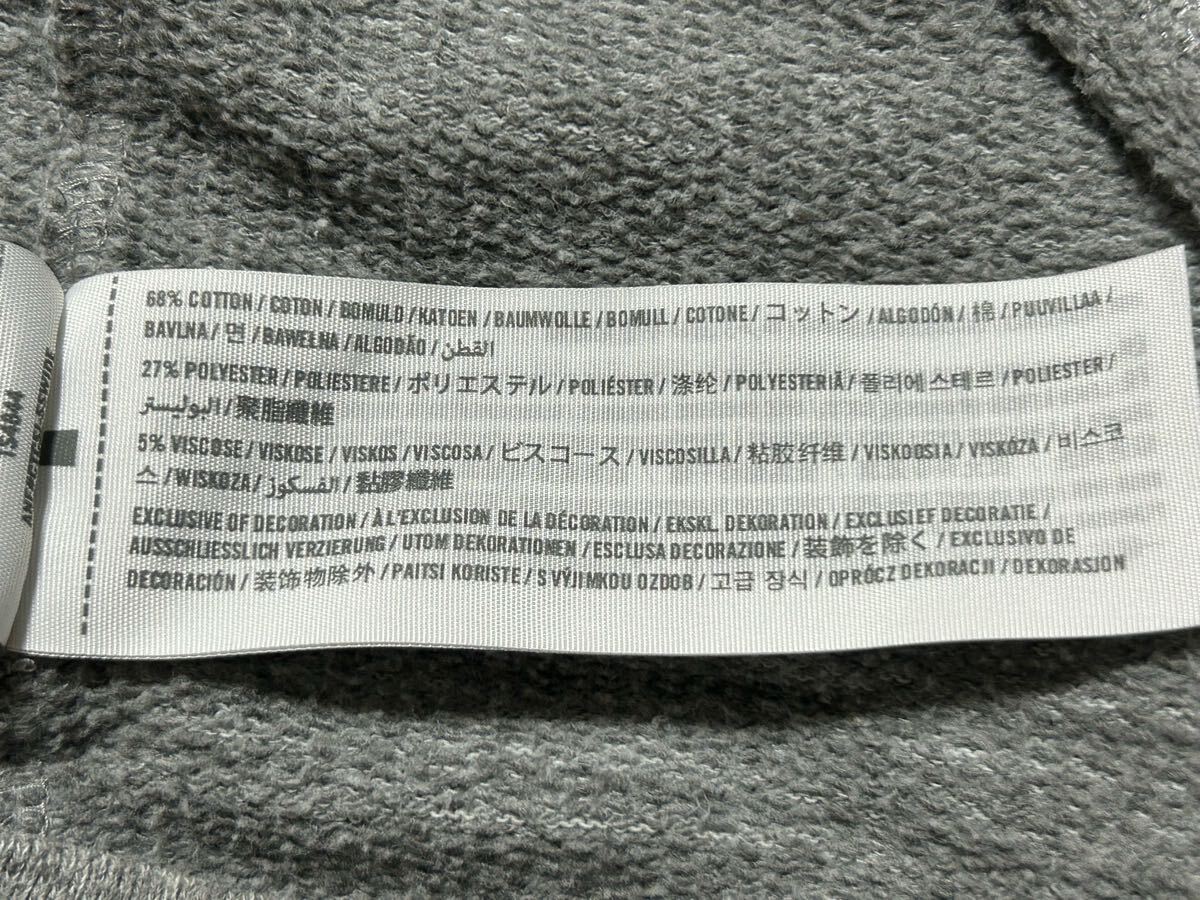 68% COTTON / COTON / BOMULD / KATOEN / BAUMWOLLE / BOMULL / COTONE / コットン / ALGODÓN / 棉 / PUUVILLAA /
BAVLNA / 면 / BAWEŁNA / ALGODÃO / القطن
27% POLYESTER / POLIESTERE / ポリエステル / POLIÉSTER / 涤纶 / POLYESTERIÄ / 폴리에스테르 / POLIESTER /
البوليستر / 聚脂纖維
5% VISCOSE / VISKOSE / VISKOS / VISCOSA / ビスコース / VISCOSILLA / 粘胶纤维 / VISKOOSIA / VISKÓZA / 비스코
스 / WISKOZA / الفسكوز / 黏膠纖維
EXCLUSIVE OF DECORATION / À L'EXCLUSION DE LA DÉCORATION / EKSKL. DEKORATION / EXCLUSIEF DECORATIE /
AUSSCHLIESSLICH VERZIERUNG / UTOM DEKORATIONEN / ESCLUSA DECORAZIONE / 装飾を除く / EXCLUSIVO DE
DECORACIÓN / 装饰物除外 / PAITSI KORISTE / S VÝJIMKOU OZDOB / 고급 장식 / OPRÓCZ DEKORACJI / DEKORASJON